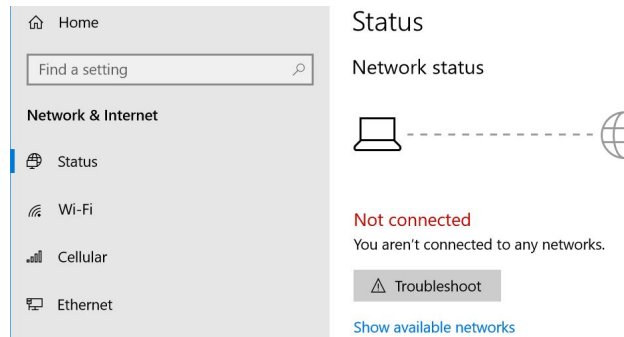 Home
Find a setting
Network & Internet
Status
Wi-Fi
Cellular
Ethernet
Status
Network status
Not connected
You aren't connected to any networks.
Troubleshoot
Show available networks